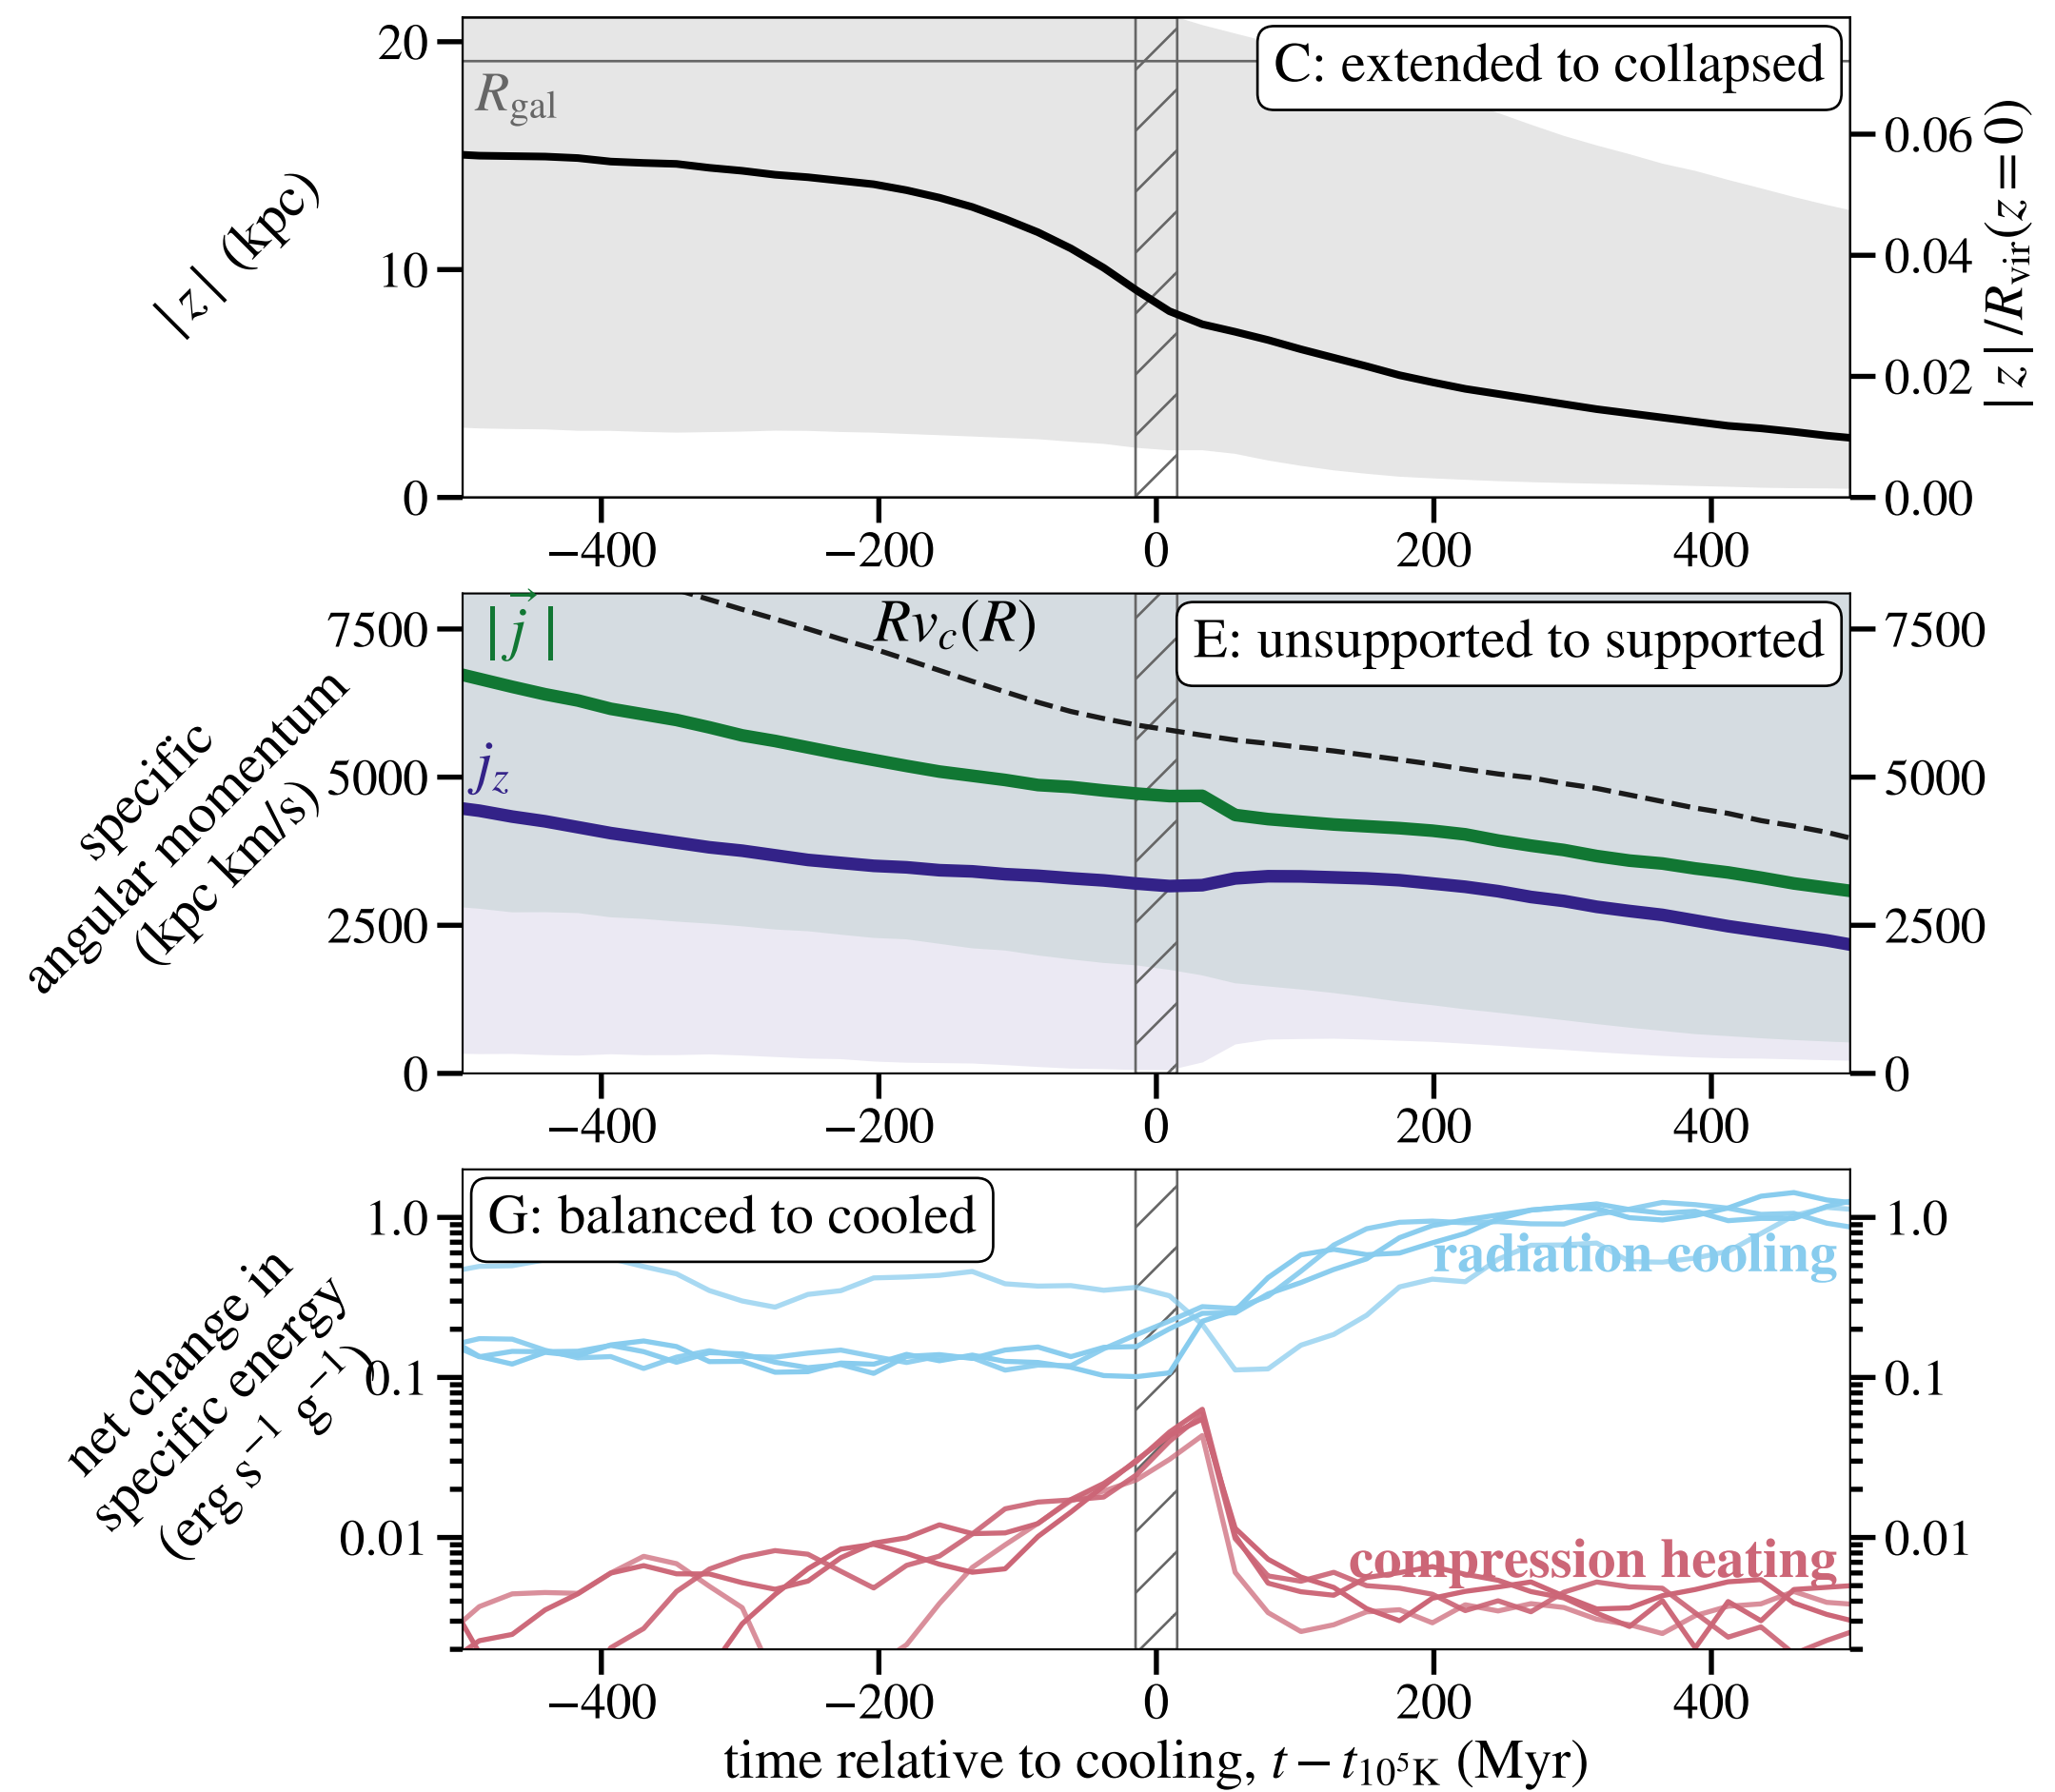 20
10
0
|z| (kpc)
R_gal
C: extended to collapsed
0.06
0.04
0.02
0.00
|z|/R_vir(z=0)
−400 −200 0 200 400
7500
5000
2500
0
specific
angular momentum
(kpc km/s)
|j⃗|
j_z
Rv_c(R)
E: unsupported to supported
7500
5000
2500
0
−400 −200 0 200 400
1.0
0.1
0.01
net change in
specific energy
(erg s⁻¹ g⁻¹)
G: balanced to cooled
radiation cooling
compression heating
1.0
0.1
0.01
−400 −200 0 200 400
time relative to cooling, t − t_10⁵K (Myr)